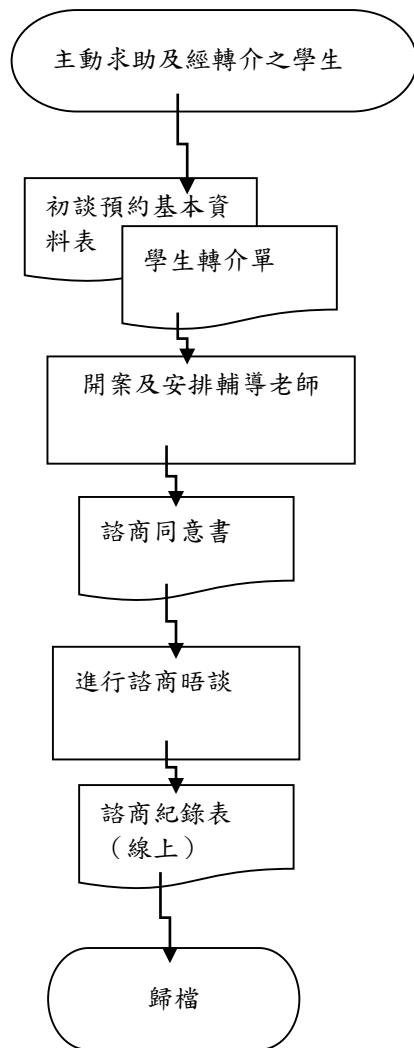 主動求助及經轉介之學生
初談預約基本資
料表
學生轉介單
開案及安排輔導老師
諮商同意書
進行諮商晤談
諮商紀錄表
（線上）
歸檔